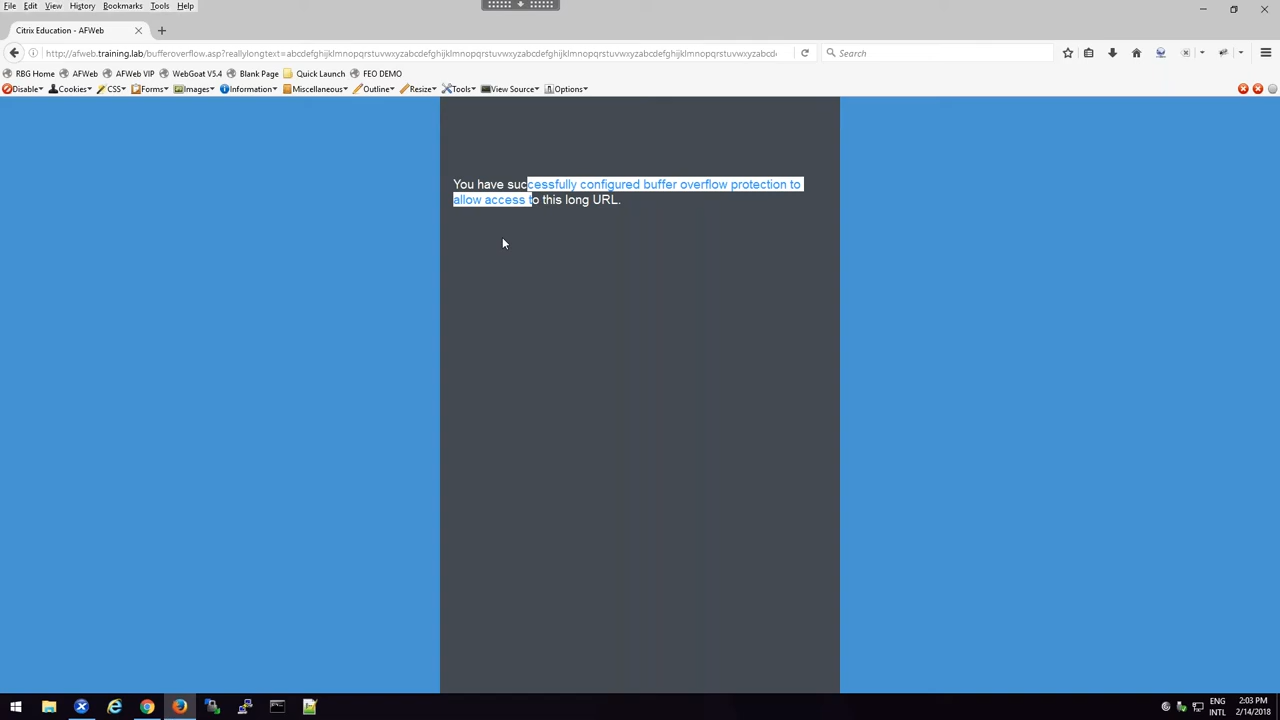 File Edit View History Bookmarks Tools Help
Citrix Education - AFWeb
http://afweb.training.lab/bufferoverflow.asp?reallylongtext=abcdefghijklmnopqrstuvwxyzabcdefghijklmnopqrstuvwxyzabcdefghijklmnopqrstuvwxyzabcdefghijklmnopqrstuvwxyzabcdefghijklmnopqrstuvwxyzabcde
Search
RBG Home AFWeb AFWeb VIP WebGoat V5.4 Blank Page Quick Launch FEO DEMO
Disable Cookies CSS Forms Images Information Miscellaneous Outline Resize Tools View Source Options
You have successfully configured buffer overflow protection to
allow access to this long URL.
ENG 2:03 PM
INTL 2/14/2018